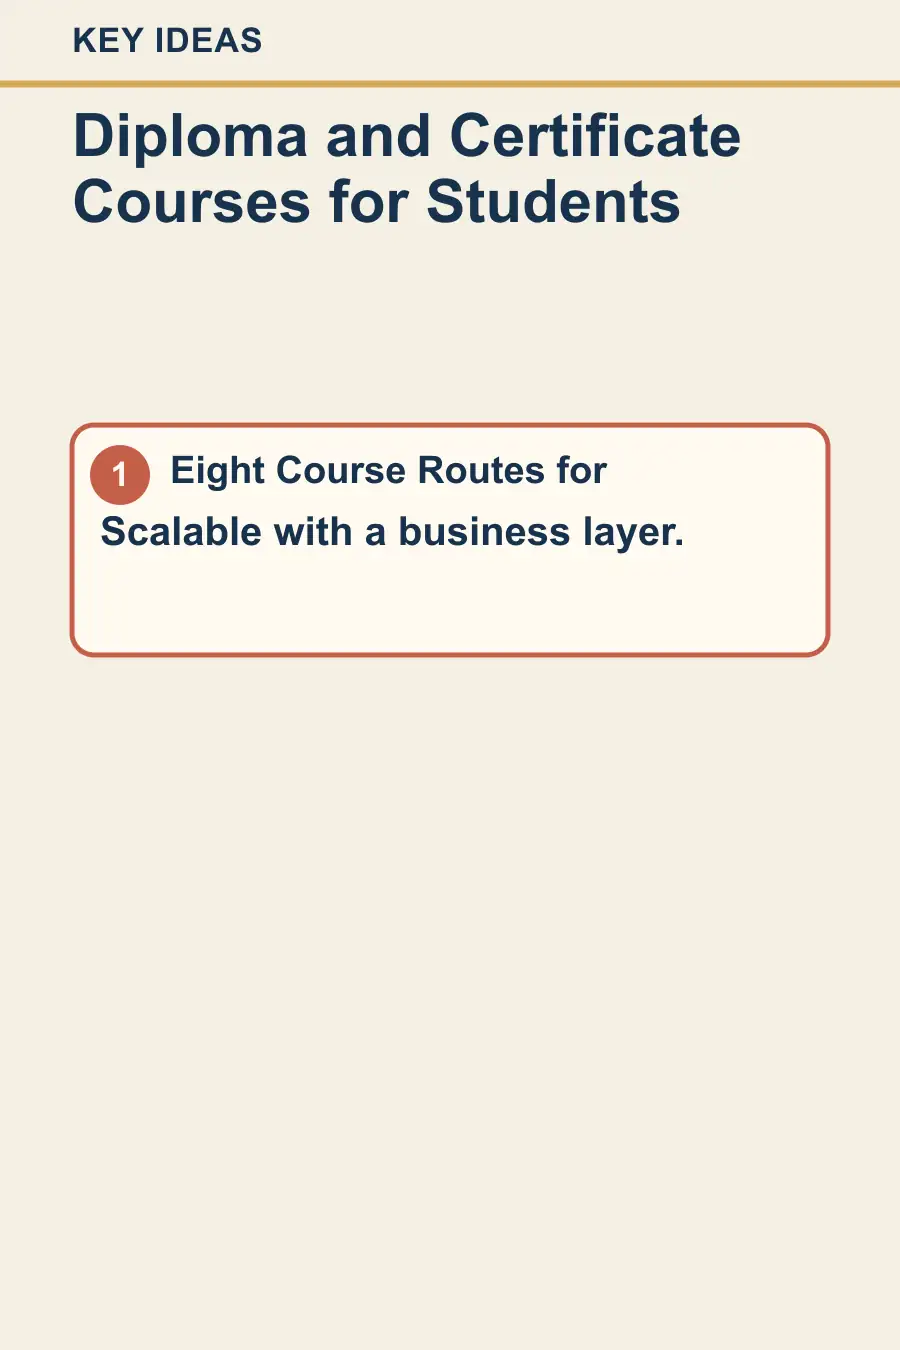 KEY IDEAS
Diploma and Certificate
Courses for Students
1 Eight Course Routes for
Scalable with a business layer.